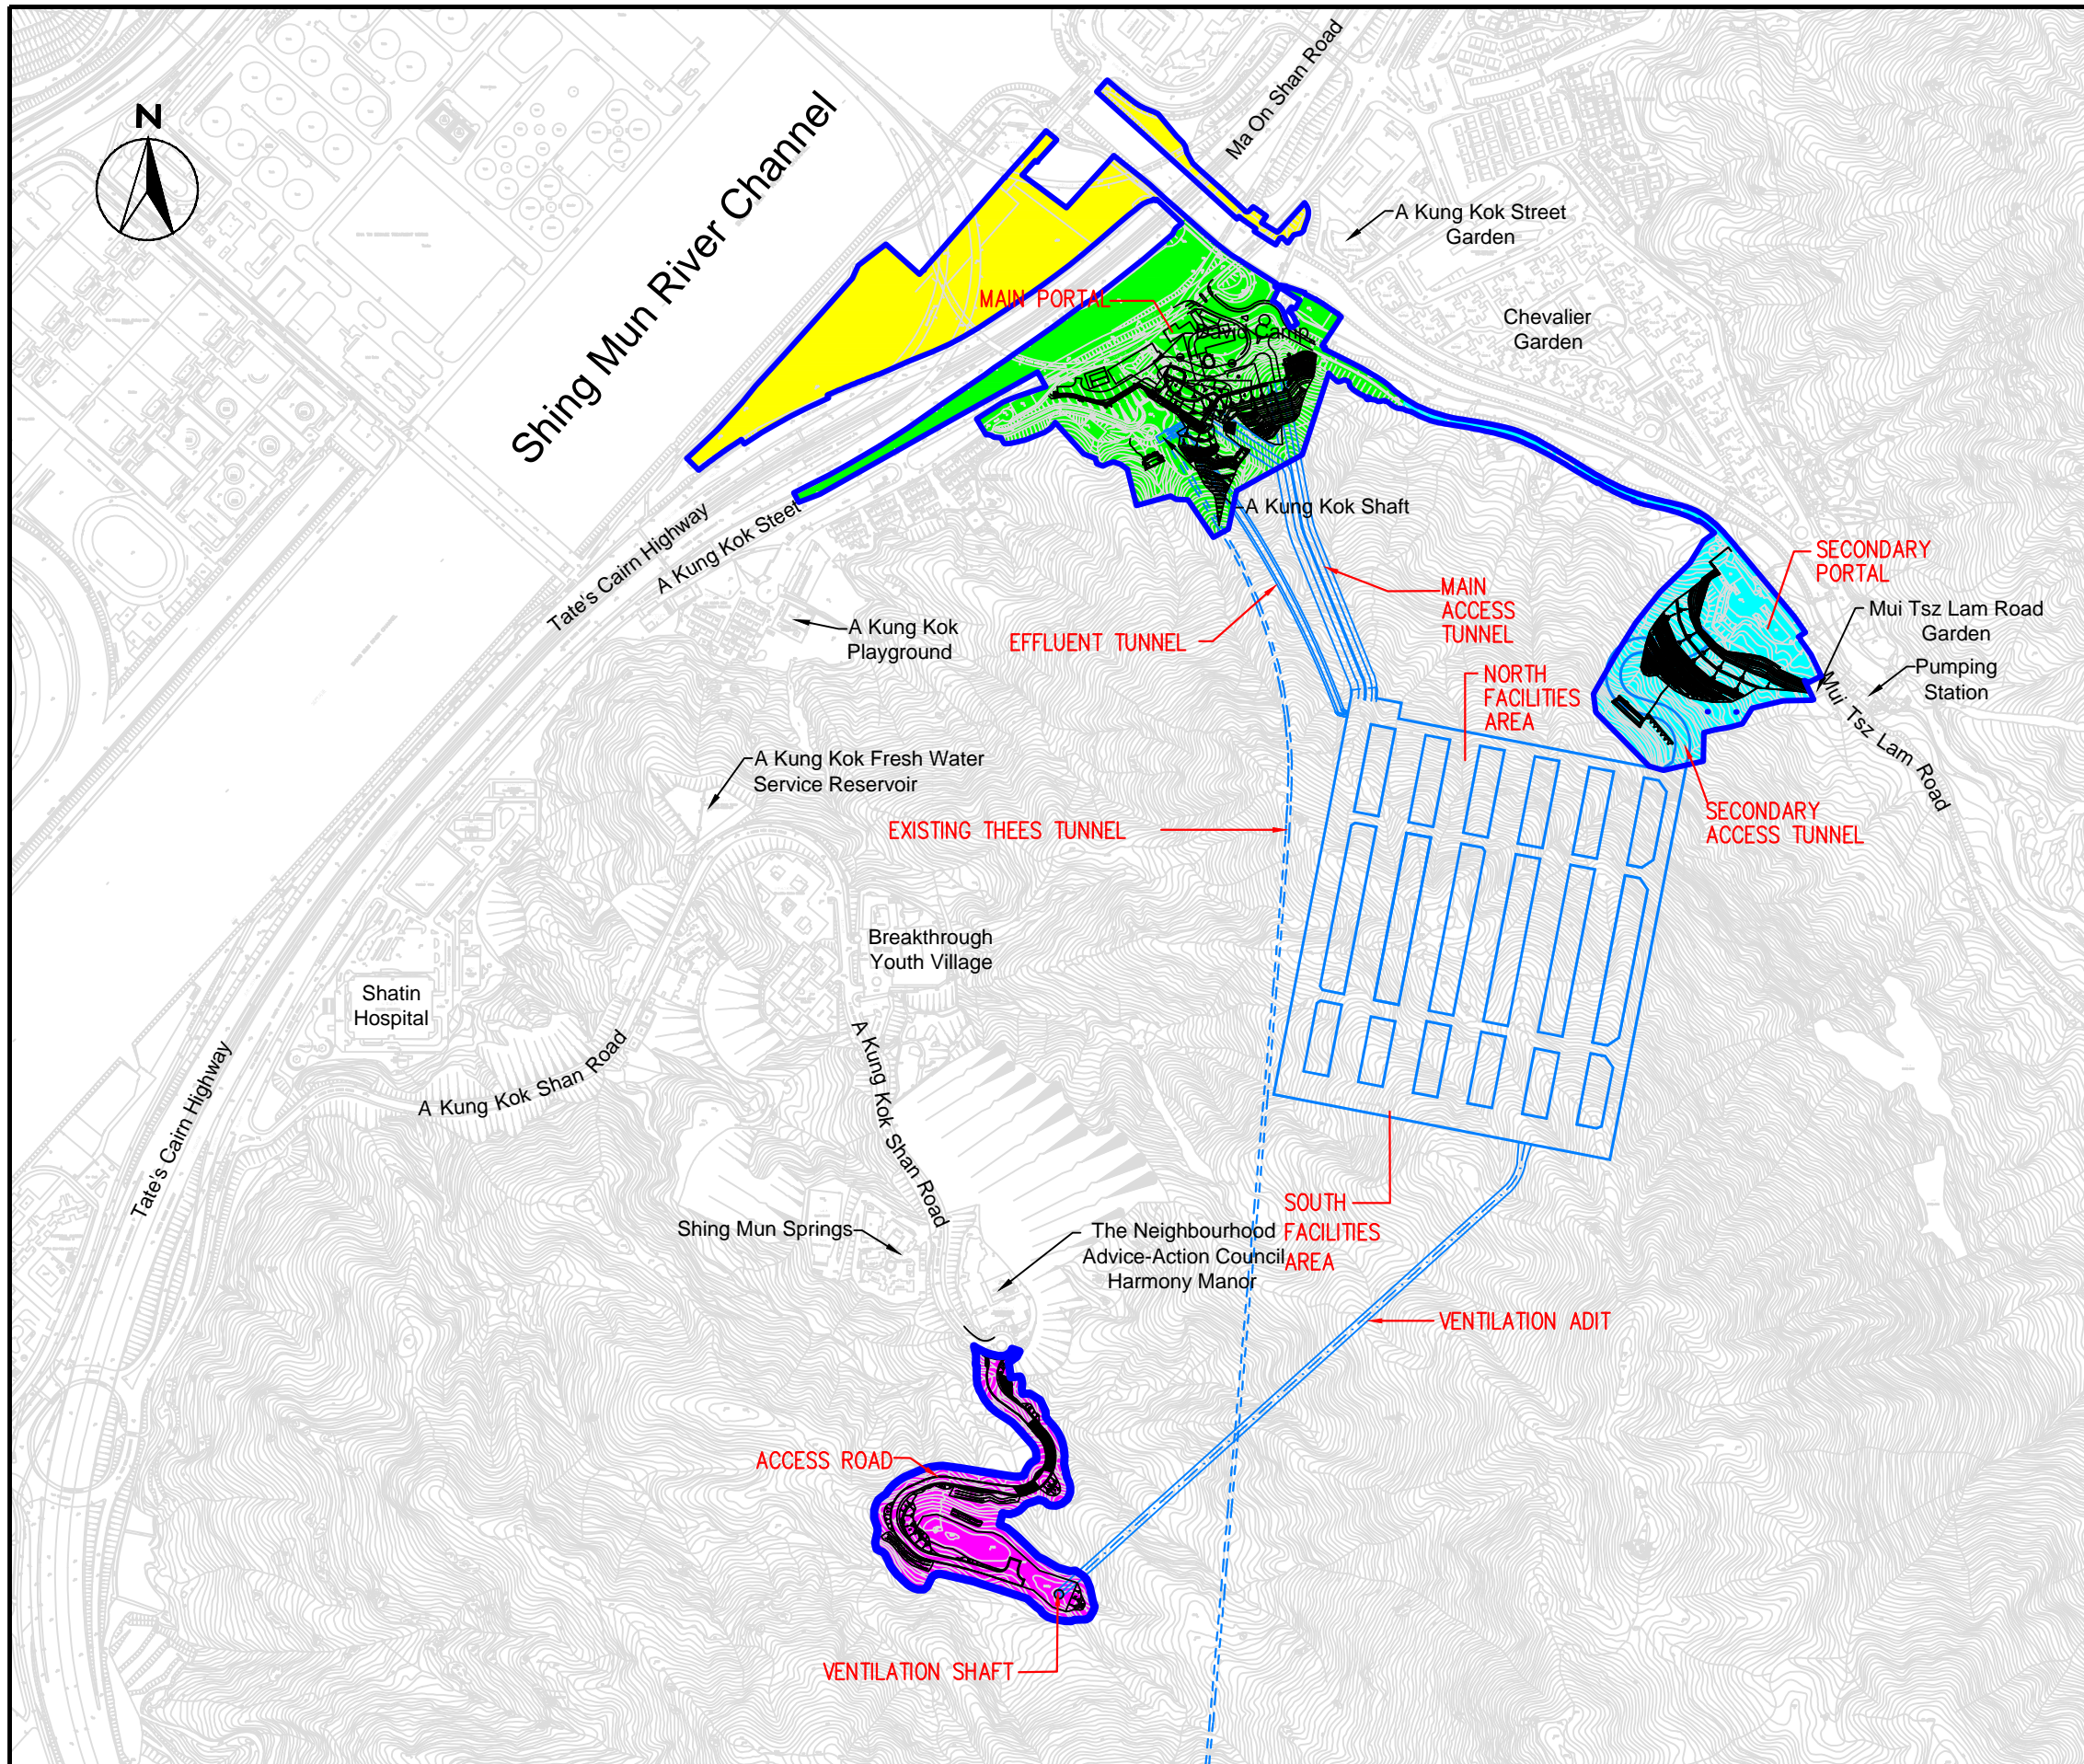 N
Shing Mun River Channel
Ma On Shan Road
A Kung Kok Street
Garden
MAIN PORTAL
David Camp
Chevalier
Garden
A Kung Kok Shaft
Tate's Cairn Highway
A Kung Kok Steet
SECONDARY
PORTAL
MAIN
ACCESS
TUNNEL
EFFLUENT TUNNEL
A Kung Kok
Playground
Mui Tsz Lam Road
Garden
Pumping
Station
Mui Tsz Lam Road
NORTH
FACILITIES
AREA
A Kung Kok Fresh Water
Service Reservoir
EXISTING THEES TUNNEL
SECONDARY
ACCESS TUNNEL
Breakthrough
Youth Village
Shatin
Hospital
A Kung Kok Shan Road
A Kung Kok Shan Road
Tate's Cairn Highway
SOUTH
FACILITIES
AREA
Shing Mun Springs
The Neighbourhood
Advice-Action Council
Harmony Manor
VENTILATION ADIT
ACCESS ROAD
VENTILATION SHAFT